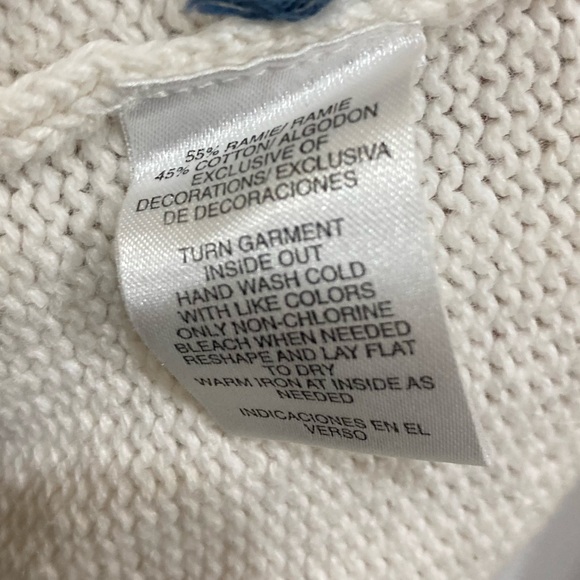 55% RAMIE/ RAMIE
45% COTTON/ ALGODON
EXCLUSIVE OF
DECORATIONS/ EXCLUSIVA
DE DECORACIONES
TURN GARMENT
INSIDE OUT
HAND WASH COLD
WITH LIKE COLORS
ONLY NON-CHLORINE
BLEACH WHEN NEEDED
RESHAPE AND LAY FLAT
TO DRY
WARM IRON AT INSIDE AS
NEEDED
INDICACIONES EN EL
VERSO